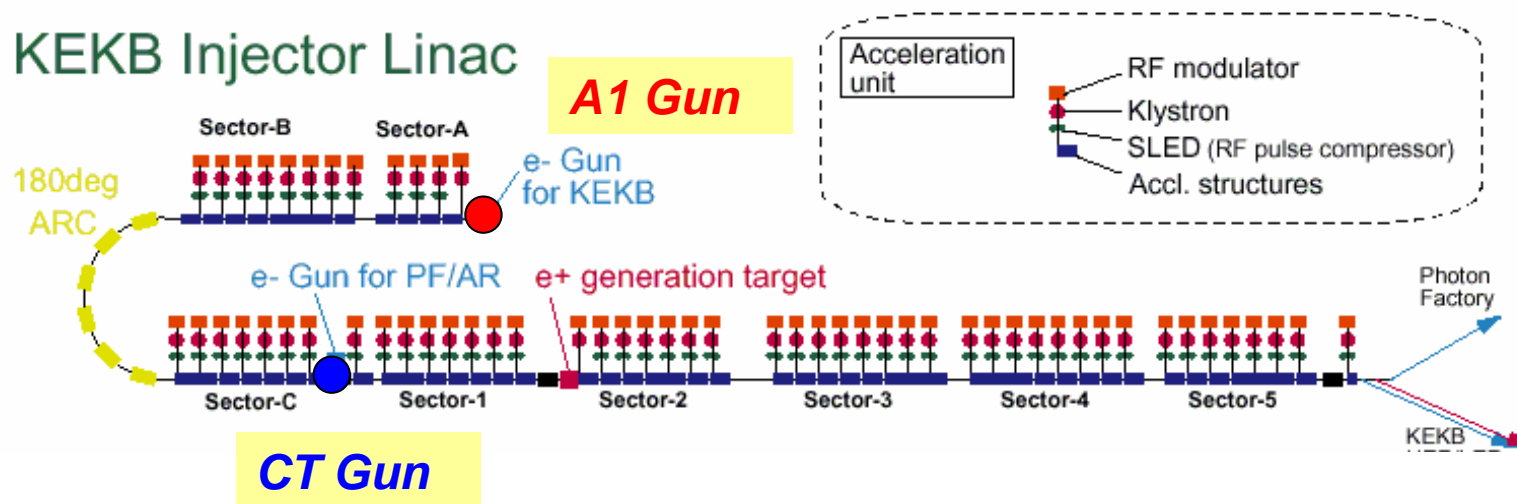 KEKB Injector Linac
A1 Gun
Acceleration
unit
RF modulator
Klystron
SLED (RF pulse compressor)
Accl. structures
Sector-B
Sector-A
e- Gun
for KEKB
180deg
ARC
e- Gun for PF/AR
e+ generation target
Photon
Factory
Sector-C
Sector-1
Sector-2
Sector-3
Sector-4
Sector-5
KEKB
CT Gun